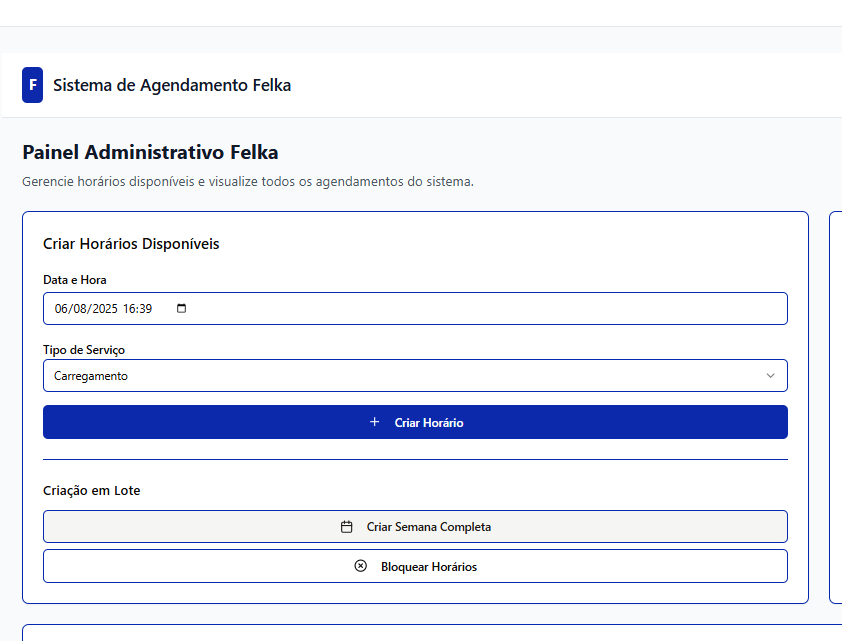 F Sistema de Agendamento Felka
Painel Administrativo Felka
Gerencie horários disponíveis e visualize todos os agendamentos do sistema.
Criar Horários Disponíveis
Data e Hora
06/08/2025 16:39
Tipo de Serviço
Carregamento
Criar Horário
Criação em Lote
Criar Semana Completa
Bloquear Horários